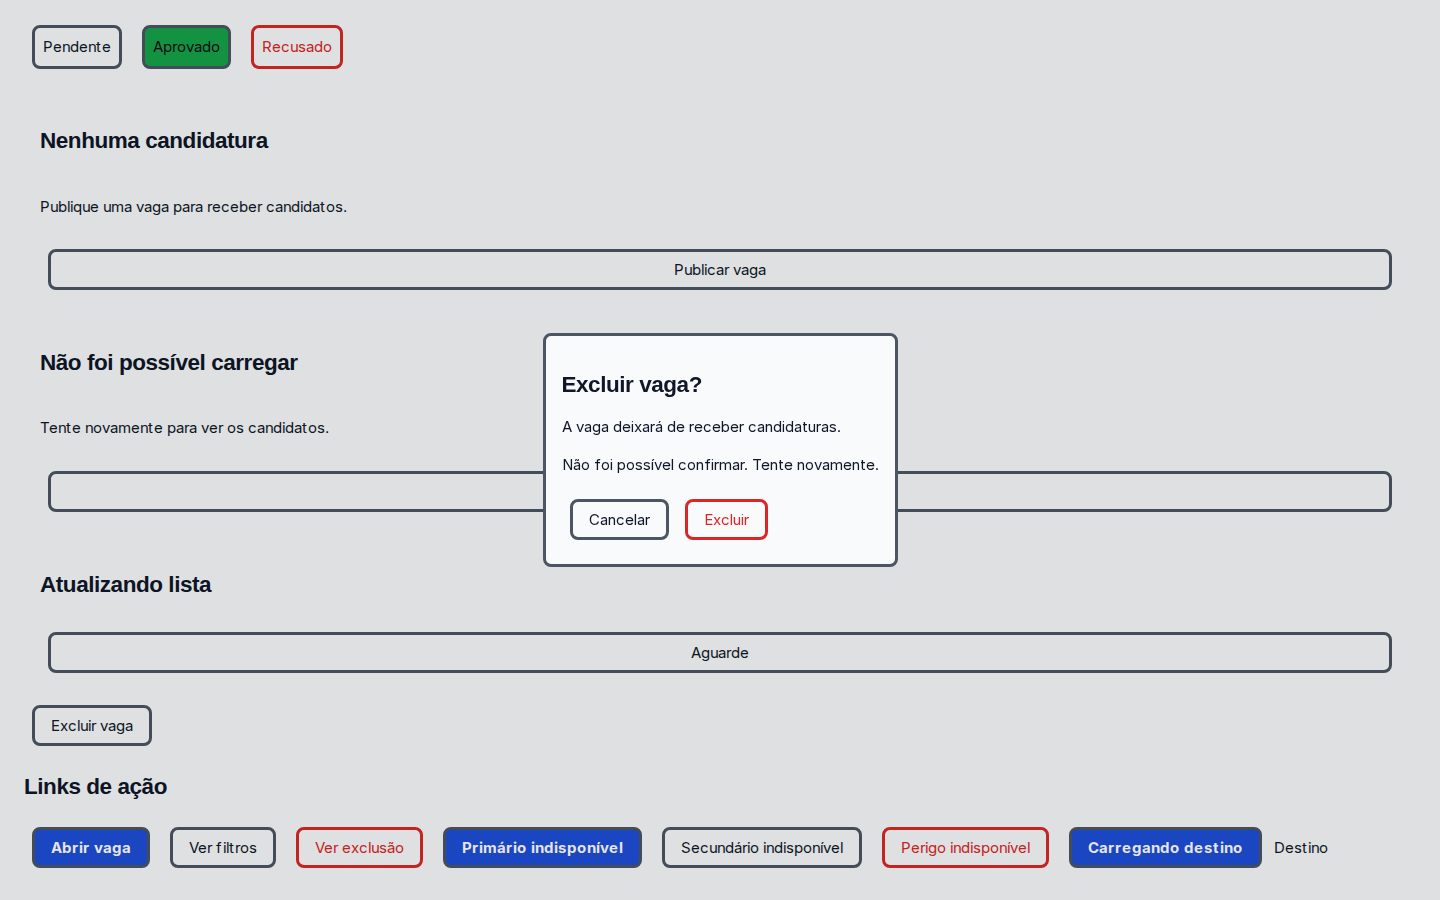 Pendente
Aprovado
Recusado
Nenhuma candidatura
Publique uma vaga para receber candidatos.
Publicar vaga
Não foi possível carregar
Tente novamente para ver os candidatos.
Excluir vaga?
A vaga deixará de receber candidaturas.
Não foi possível confirmar. Tente novamente.
Cancelar
Excluir
Atualizando lista
Aguarde
Excluir vaga
Links de ação
Abrir vaga
Ver filtros
Ver exclusão
Primário indisponível
Secundário indisponível
Perigo indisponível
Carregando destino
Destino